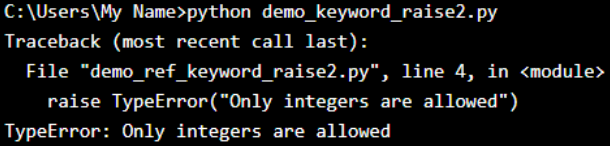 C:\Users\My Name>python demo_keyword_raise2.py
Traceback (most recent call last):
  File "demo_ref_keyword_raise2.py", line 4, in <module>
    raise TypeError("Only integers are allowed")
TypeError: Only integers are allowed